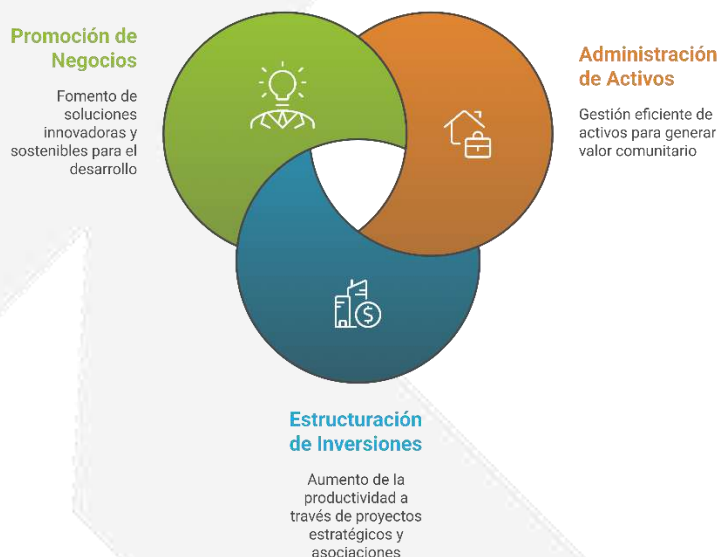 Promoción de
Negocios
Fomento de
soluciones
innovadoras y
sostenibles para el
desarrollo
Administración
de Activos
Gestión eficiente de
activos para generar
valor comunitario
$
Estructuración
de Inversiones
Aumento de la
productividad a
través de proyectos
estratégicos y
asociaciones